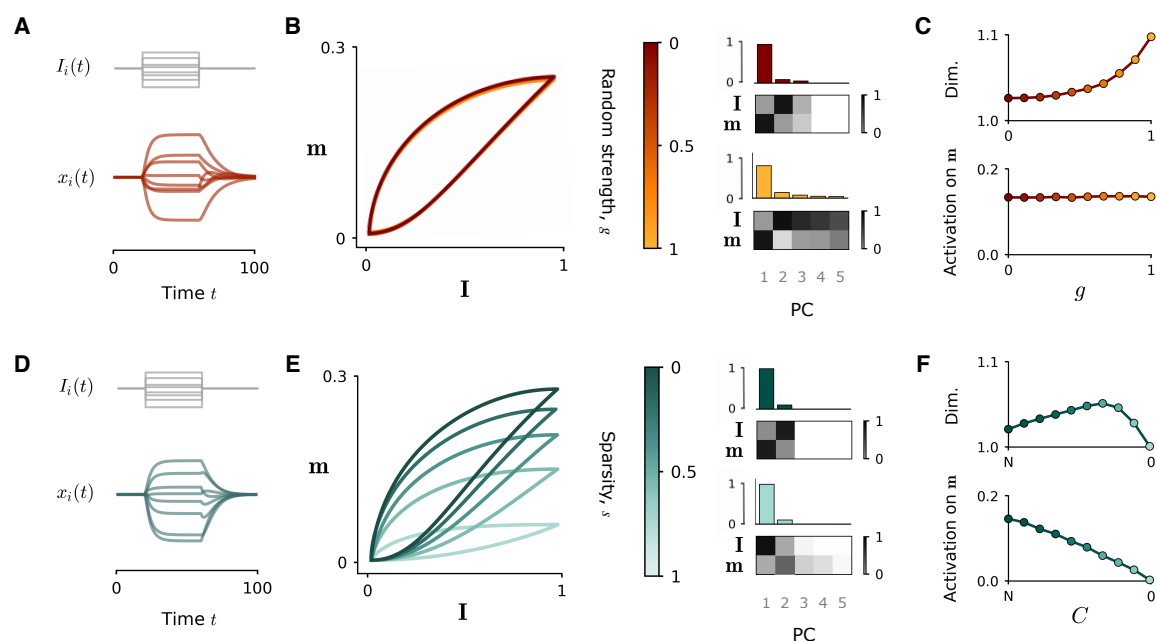 A
I_i(t)
x_i(t)
0
100
Time t
B
0.3
m
0
0
1
I
0
0.5
1
Random strength, g
1
0
I
m
1
0
1
0
I
m
1
0
1 2 3 4 5
PC
C
1.1
Dim.
1.0
0
1
0.2
Activation on m
0.0
0
1
g
D
I_i(t)
x_i(t)
0
100
Time t
E
0.3
m
0
0
1
I
0
0.5
1
Sparsity, s
1
0
I
m
1
0
1
0
I
m
1
0
1 2 3 4 5
PC
F
1.1
Dim.
1.0
N
0
0.2
Activation on m
0.0
N
0
C